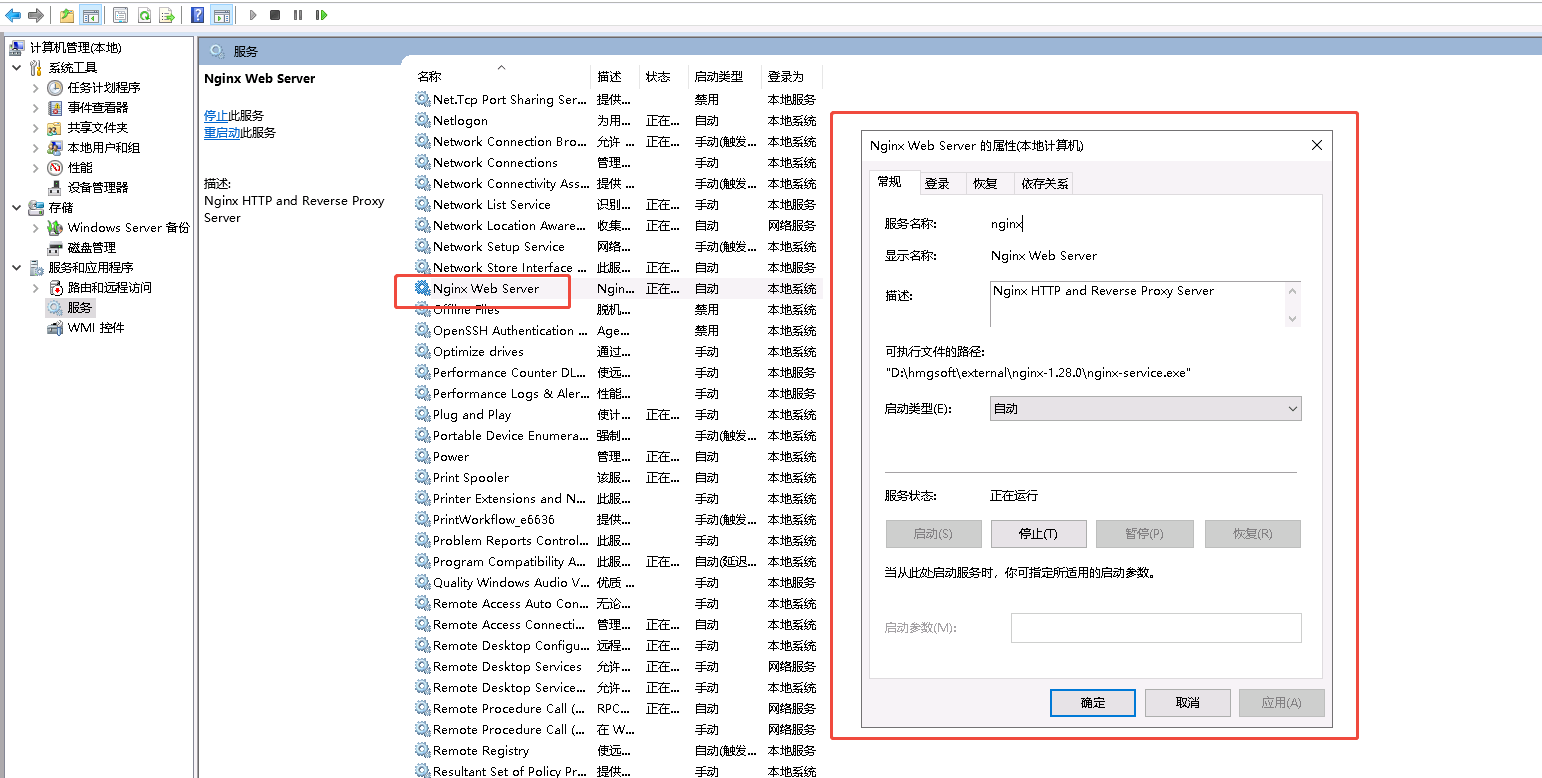 计算机管理(本地)
系统工具
任务计划程序
事件查看器
共享文件夹
本地用户和组
性能
设备管理器
存储
Windows Server 备份
磁盘管理
服务和应用程序
路由和远程访问
服务
WMI 控件
服务
Nginx Web Server
停止此服务
重启动此服务
描述:
Nginx HTTP and Reverse Proxy
Server
名称 描述 状态 启动类型 登录为
Net.Tcp Port Sharing Ser... 提供... 禁用 本地服务
Netlogon 为用... 正在... 自动 本地系统
Network Connection Bro... 允许 ... 正在... 手动(触发... 本地系统
Network Connections 管理... 手动 本地系统
Network Connectivity Ass... 提供 ... 手动(触发... 本地系统
Network List Service 识别... 正在... 手动 本地服务
Network Location Aware... 收集... 正在... 自动 网络服务
Network Setup Service 网络... 手动(触发... 本地系统
Network Store Interface ... 此服... 正在... 自动 本地服务
Nginx Web Server Ngin... 正在... 自动 本地系统
Offline Files 脱机... 禁用 本地系统
OpenSSH Authentication ... Age... 禁用 本地系统
Optimize drives 通过... 手动 本地系统
Performance Counter DL... 使远... 手动 本地服务
Performance Logs & Aler... 性能... 手动 本地服务
Plug and Play 使计... 正在... 手动 本地系统
Portable Device Enumera... 强制... 手动(触发... 本地系统
Power 管理... 正在... 自动 本地系统
Print Spooler 该服... 正在... 自动 本地系统
Printer Extensions and N... 此服... 手动 本地系统
PrintWorkflow_e6636 提供... 手动(触发... 本地系统
Problem Reports Control... 此服... 手动 本地系统
Program Compatibility A... 此服... 正在... 自动(延迟... 本地系统
Quality Windows Audio V... 优质 ... 手动 本地服务
Remote Access Auto Con... 无论... 手动 本地系统
Remote Access Connecti... 管理... 正在... 自动 本地系统
Remote Desktop Configu... 远程... 正在... 手动 本地系统
Remote Desktop Services 允许... 正在... 手动 网络服务
Remote Desktop Service... 允许... 正在... 手动 本地系统
Remote Procedure Call (... RPC... 正在... 自动 网络服务
Remote Procedure Call (... 在 W... 手动 网络服务
Remote Registry 使远... 自动(触发... 本地服务
Resultant Set of Policy Pr... 提供... 手动 本地系统
Nginx Web Server 的属性(本地计算机)
常规 登录 恢复 依存关系
服务名称: nginx
显示名称: Nginx Web Server
描述: Nginx HTTP and Reverse Proxy Server
可执行文件的路径:
"D:\hmgsoft\external\nginx-1.28.0\nginx-service.exe"
启动类型(E): 自动
服务状态: 正在运行
启动(S) 停止(T) 暂停(P) 恢复(R)
当从此处启动服务时，你可指定所适用的启动参数。
启动参数(M):
确定 取消 应用(A)